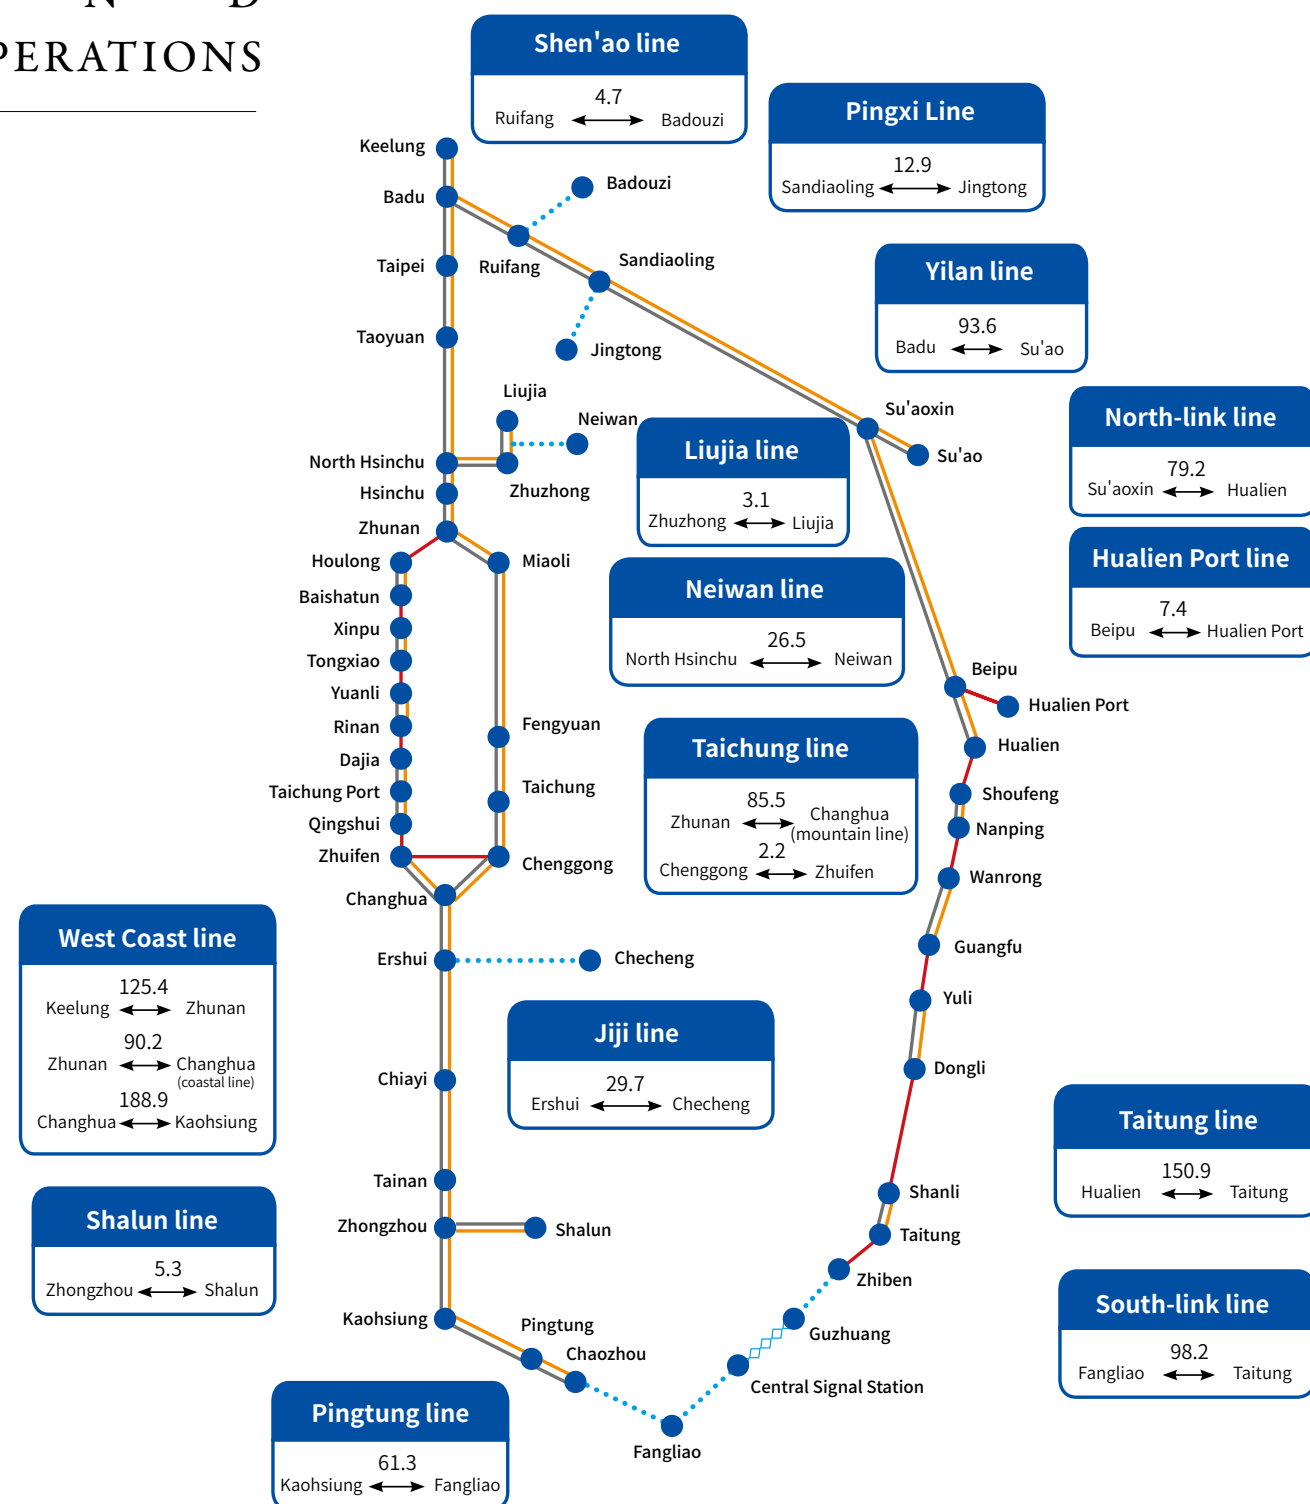 N D
PERATIONS
Shen'ao line
4.7
Ruifang Badouzi
Pingxi Line
12.9
Sandiaoling Jingtong
Yilan line
93.6
Badu Su'ao
North-link line
79.2
Su'aoxin Hualien
Hualien Port line
7.4
Beipu Hualien Port
Liujia line
3.1
Zhuzhong Liujia
Neiwan line
26.5
North Hsinchu Neiwan
Taichung line
85.5
Zhunan Changhua
(mountain line)
2.2
Chenggong Zhuifen
West Coast line
125.4
Keelung Zhunan
90.2
Zhunan Changhua
(coastal line)
188.9
Changhua Kaohsiung
Jiji line
29.7
Ershui Checheng
Shalun line
5.3
Zhongzhou Shalun
Taitung line
150.9
Hualien Taitung
South-link line
98.2
Fangliao Taitung
Pingtung line
61.3
Kaohsiung Fangliao
Keelung
Badu
Badouzi
Taipei
Ruifang
Sandiaoling
Taoyuan
Jingtong
Liujia
Neiwan
Su'aoxin
Su'ao
North Hsinchu
Hsinchu
Zhuzhong
Zhunan
Houlong
Miaoli
Baishatun
Xinpu
Tongxiao
Yuanli
Rinan
Dajia
Taichung Port
Qingshui
Zhuifen
Fengyuan
Taichung
Chenggong
Changhua
Ershui
Checheng
Chiayi
Tainan
Zhongzhou
Shalun
Kaohsiung
Pingtung
Chaozhou
Fangliao
Central Signal Station
Guzhuang
Zhiben
Taitung
Shanli
Dongli
Yuli
Guangfu
Wanrong
Nanping
Shoufeng
Hualien
Hualien Port
Beipu